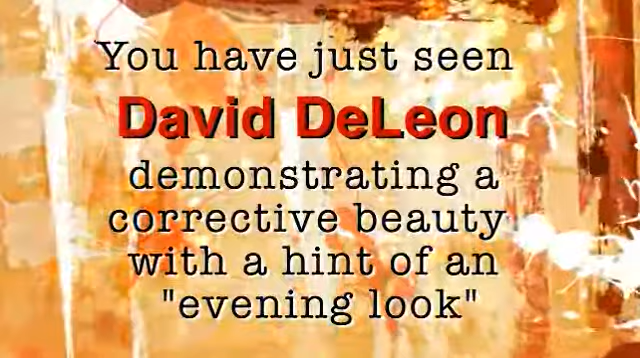 You have just seen
David DeLeon
demonstrating a
corrective beauty
with a hint of an
"evening look"